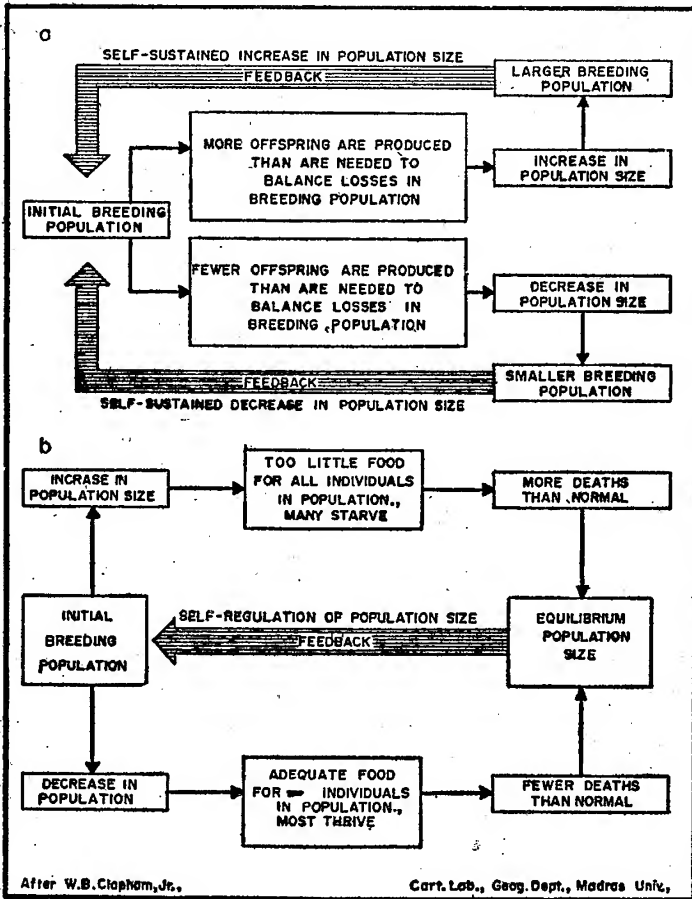 a
SELF-SUSTAINED INCREASE IN POPULATION SIZE
FEEDBACK
LARGER BREEDING
POPULATION
MORE OFFSPRING ARE PRODUCED
THAN ARE NEEDED TO
BALANCE LOSSES IN
BREEDING POPULATION
INCREASE IN
POPULATION SIZE
INITIAL BREEDING
POPULATION
FEWER OFFSPRING ARE PRODUCED
THAN ARE NEEDED TO
BALANCE LOSSES IN
BREEDING POPULATION
DECREASE IN
POPULATION SIZE
FEEDBACK
SMALLER BREEDING
POPULATION
SELF-SUSTAINED DECREASE IN POPULATION SIZE
b
INCRASE IN
POPULATION SIZE
TOO LITTLE FOOD
FOR ALL INDIVIDUALS
IN POPULATION.,
MANY STARVE
MORE DEATHS
THAN NORMAL
INITIAL
BREEDING
POPULATION
SELF-REGULATION OF POPULATION SIZE
FEEDBACK
EQUILIBRIUM
POPULATION
SIZE
DECREASE IN
POPULATION
ADEQUATE FOOD
FOR INDIVIDUALS
IN POPULATION.,
MOST THRIVE
FEWER DEATHS
THAN NORMAL
After W.B.Clapham, Jr.,
Cart. Lab., Geog. Dept., Madras Univ.,